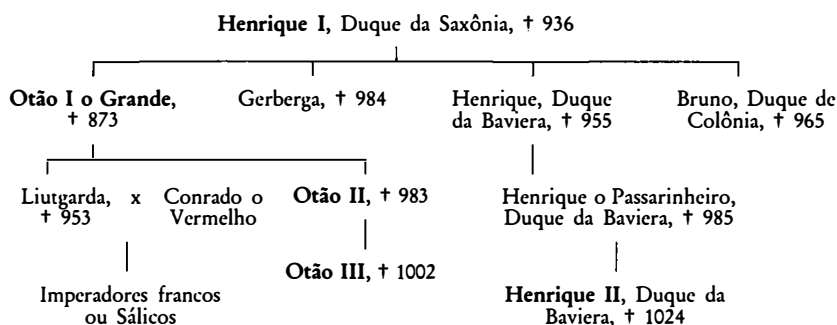 Henrique I, Duque da Saxônia, † 936
Otão I o Grande,
† 873
Gerberga, † 984
Henrique, Duque
da Baviera, † 955
Bruno, Duque de
Colônia, † 965
Liutgarda,
† 953
x
Conrado o
Vermelho
Otão II, † 983
Henrique o Passarinheiro,
Duque da Baviera, † 985
Otão III, † 1002
Imperadores francos
ou Sálicos
Henrique II, Duque da
Baviera, † 1024